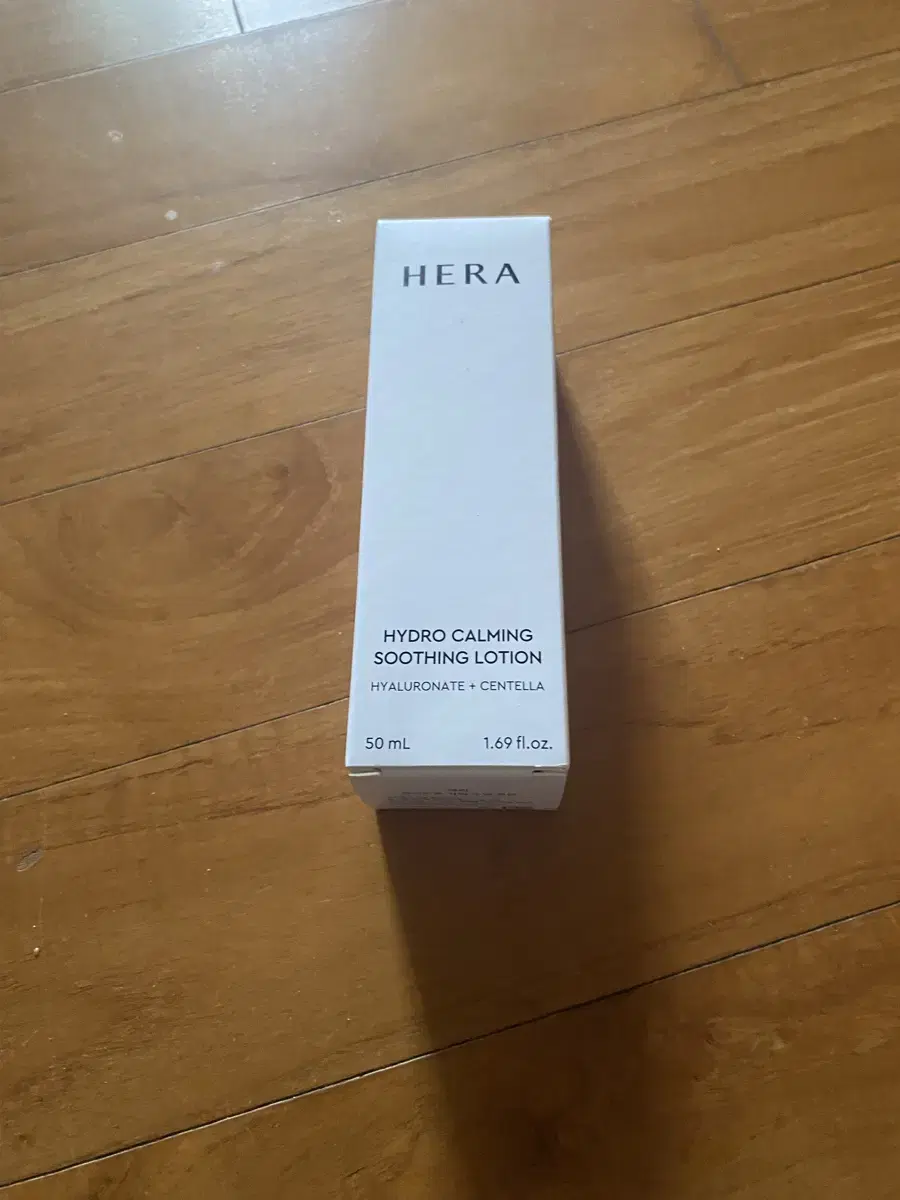 HERA
HYDRO CALMING
SOOTHING LOTION
HYALURONATE + CENTELLA
50 mL 1.69 fl.oz.